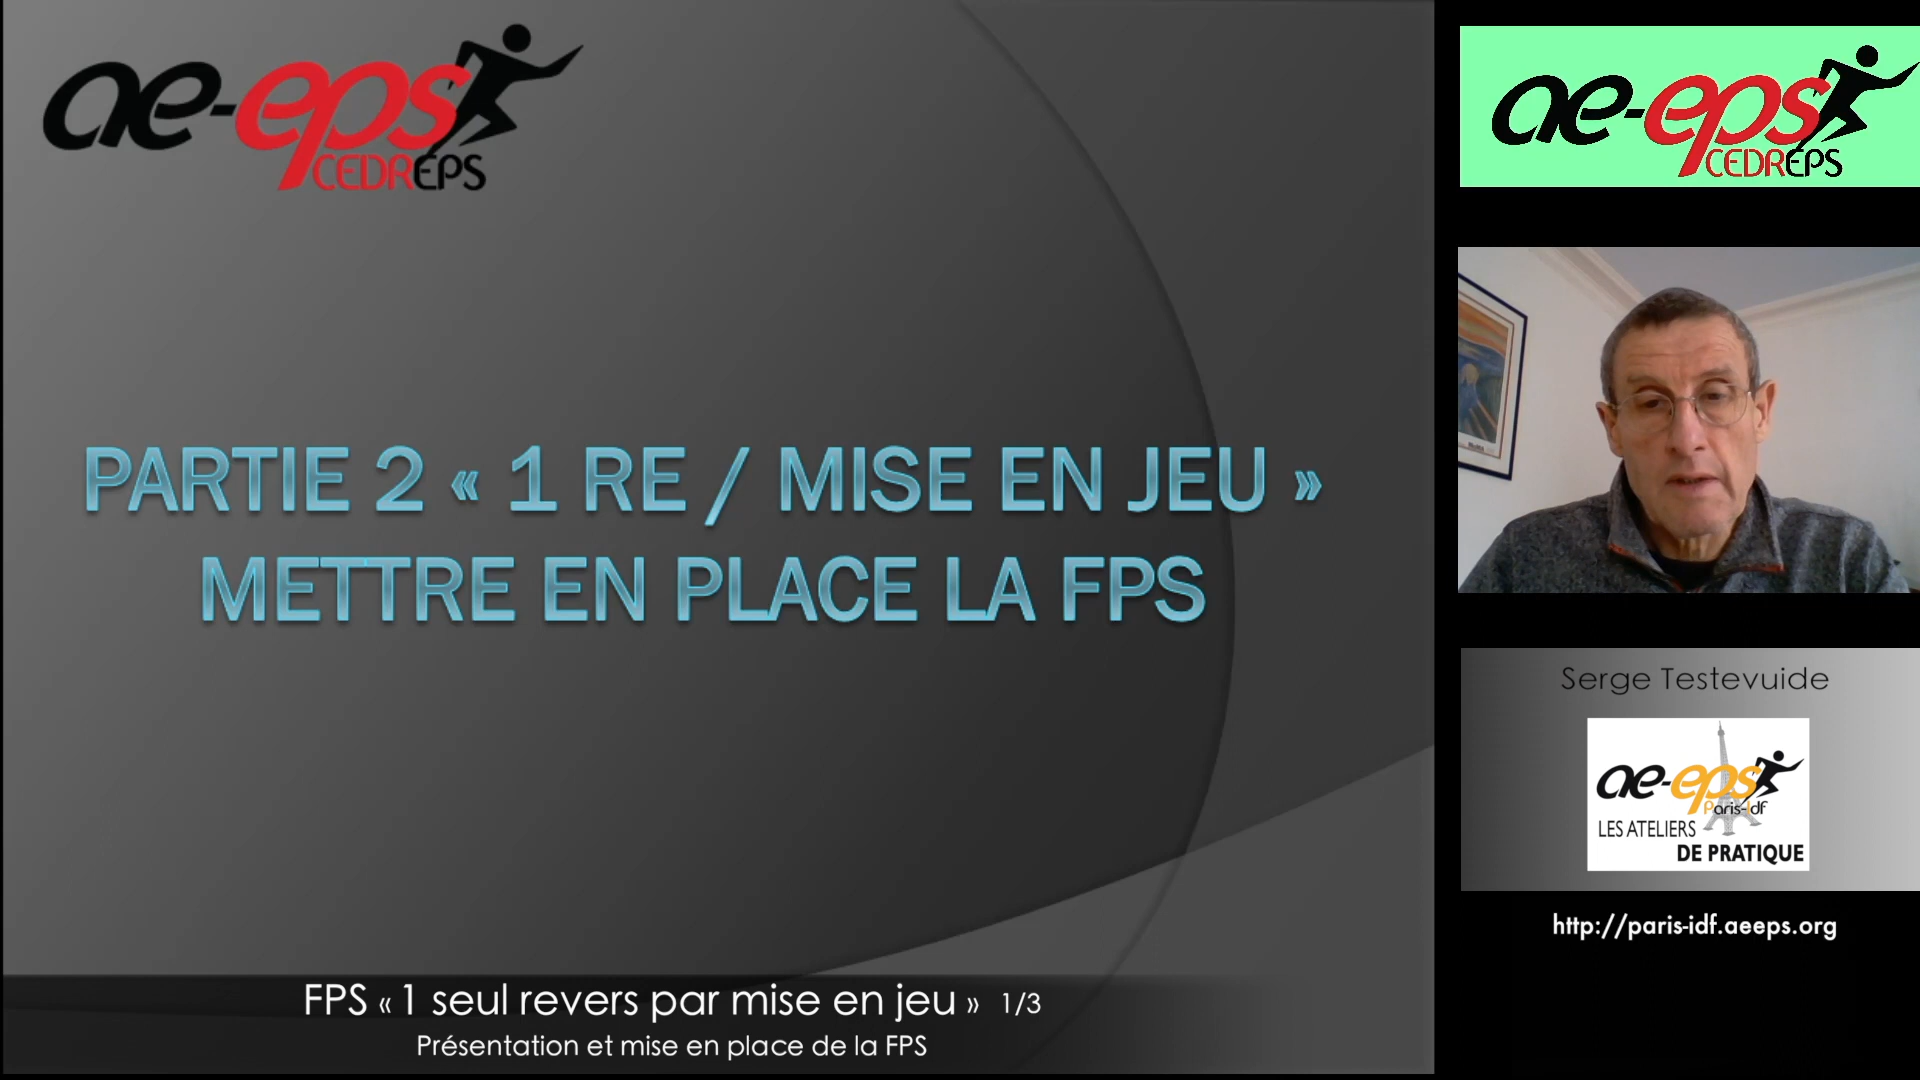 ae-eps
CEDREPS
PARTIE 2 « 1 RE / MISE EN JEU »
METTRE EN PLACE LA FPS
FPS « 1 seul revers par mise en jeu » 1/3
Présentation et mise en place de la FPS
ae-eps
CEDREPS
Serge Testevuide
ae-eps
Paris-Idf
LES ATELIERS
DE PRATIQUE
http://paris-idf.aeeps.org